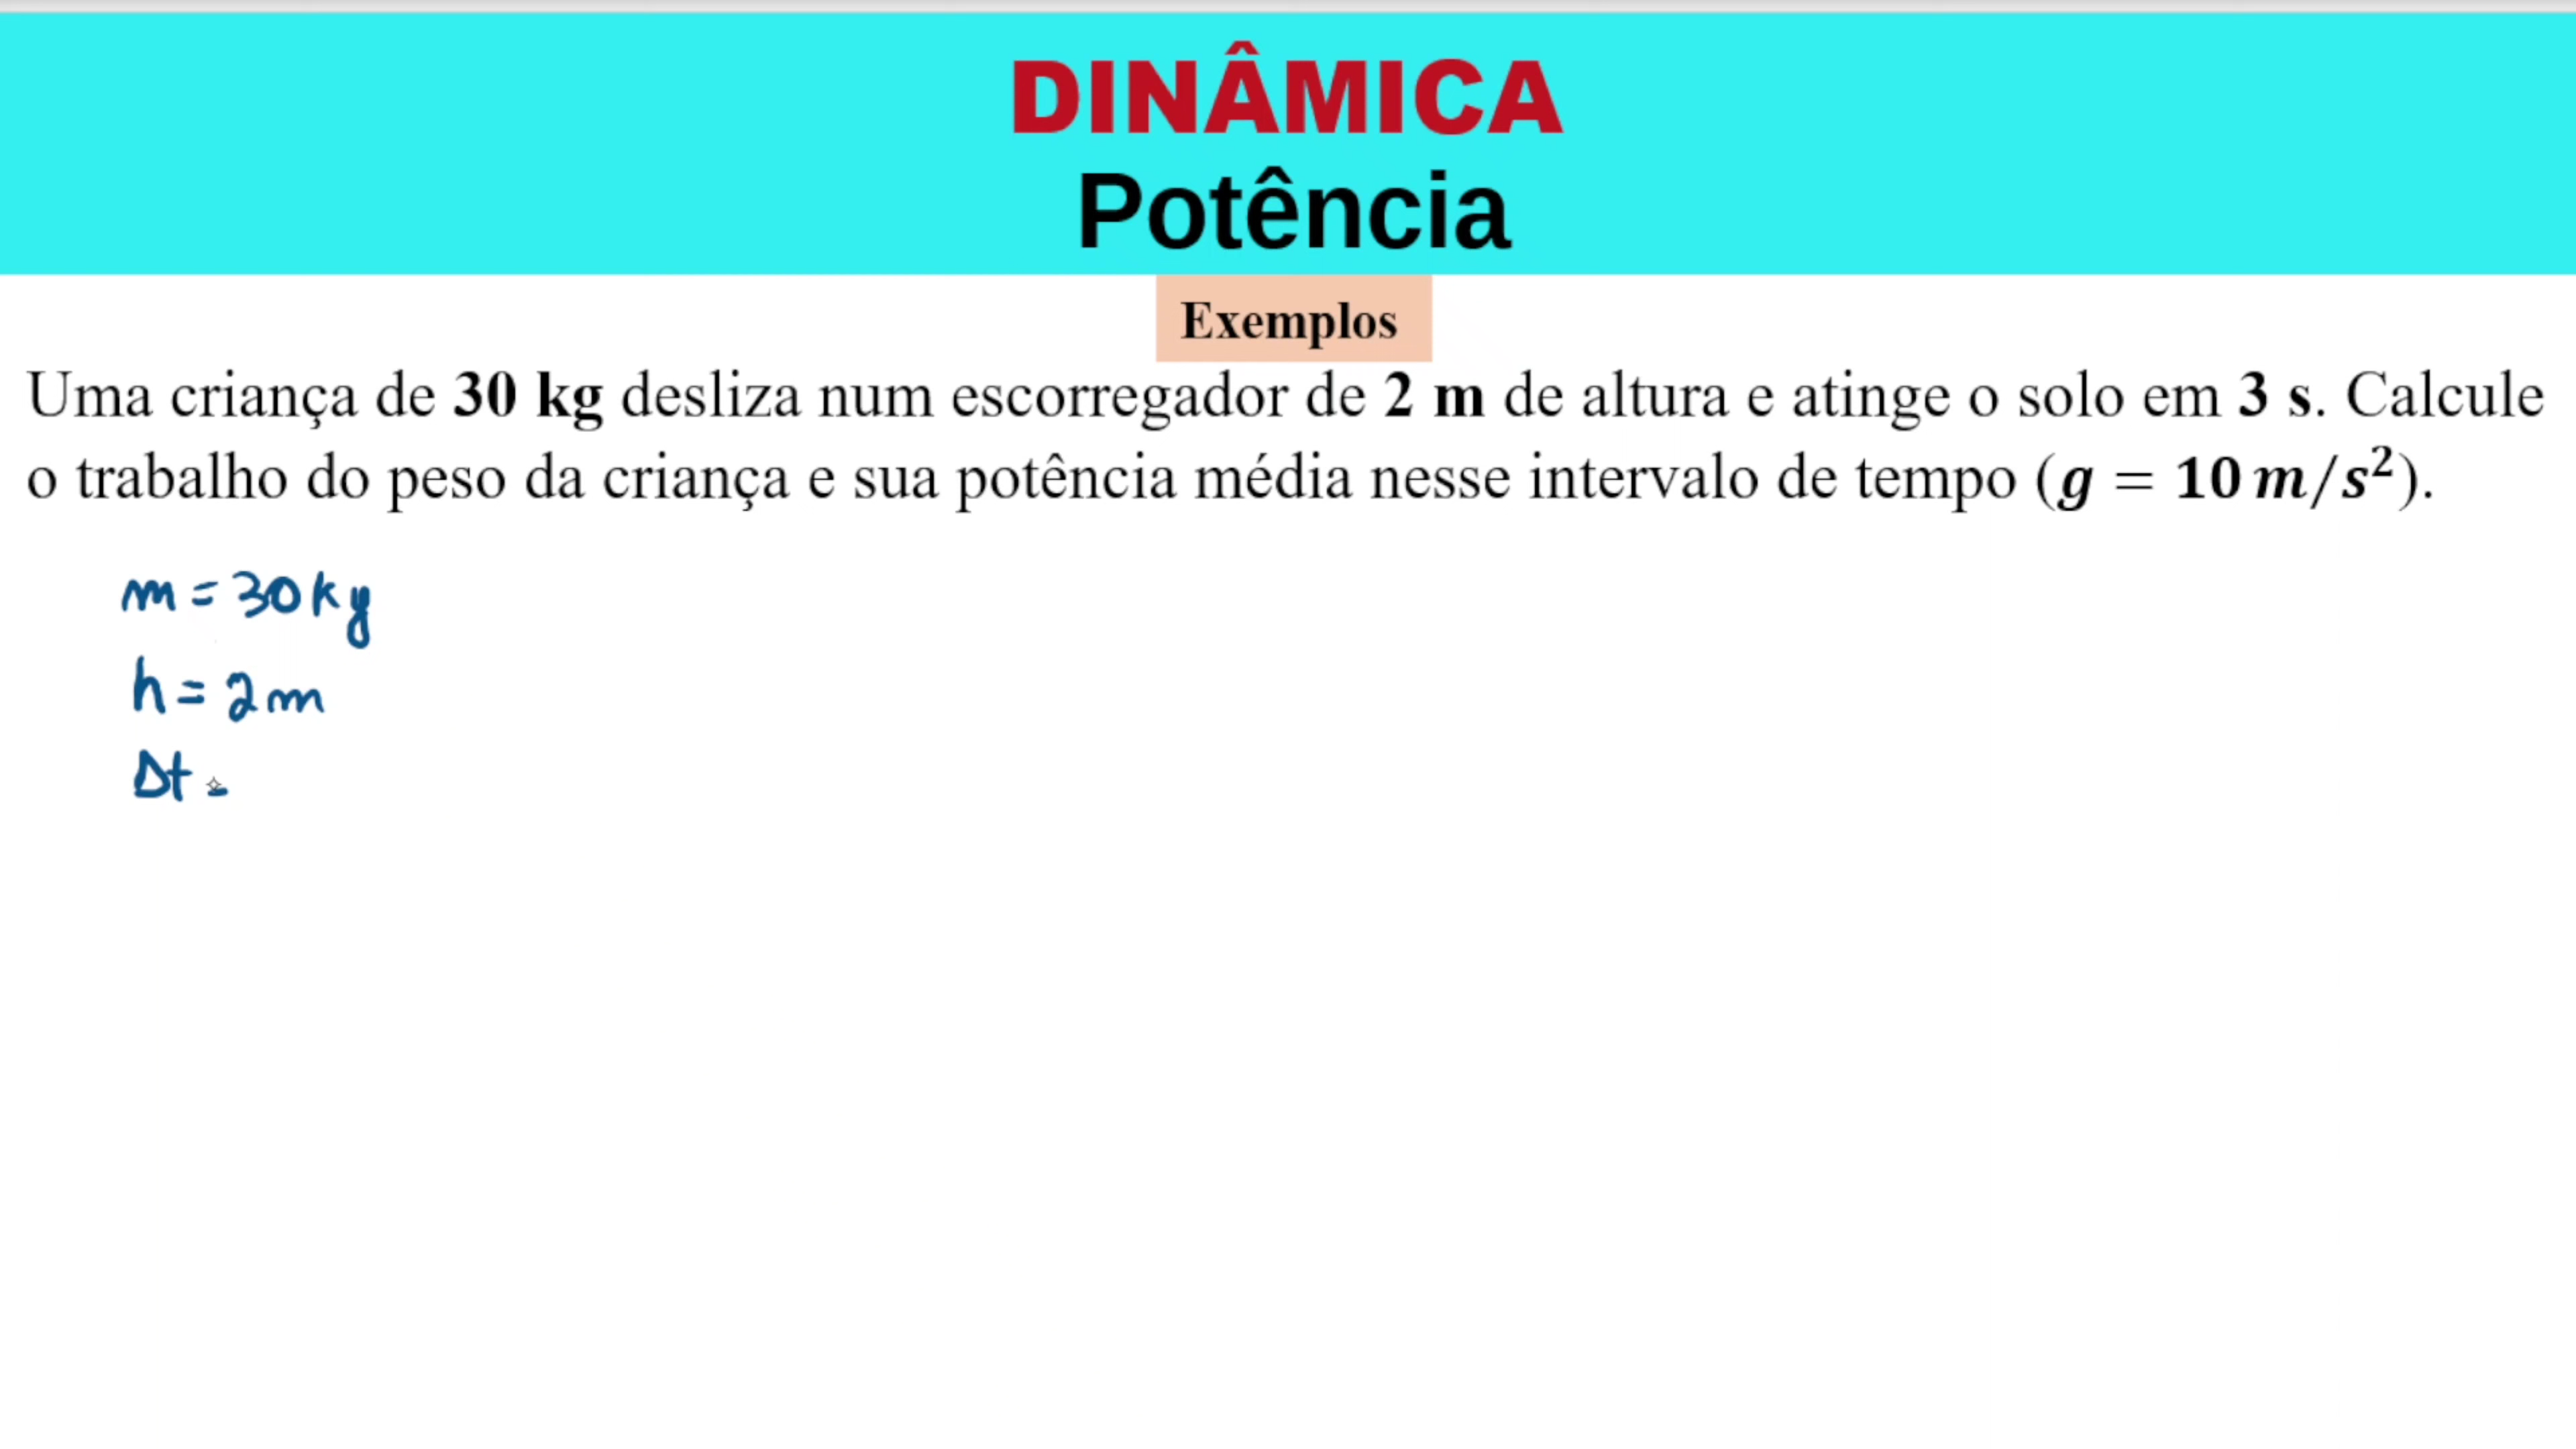 DINÂMICA
Potência
Exemplos
Uma criança de 30 kg desliza num escorregador de 2 m de altura e atinge o solo em 3 s. Calcule
o trabalho do peso da criança e sua potência média nesse intervalo de tempo (g = 10 m/s²).
m = 30 kg
h = 2 m
Δt =